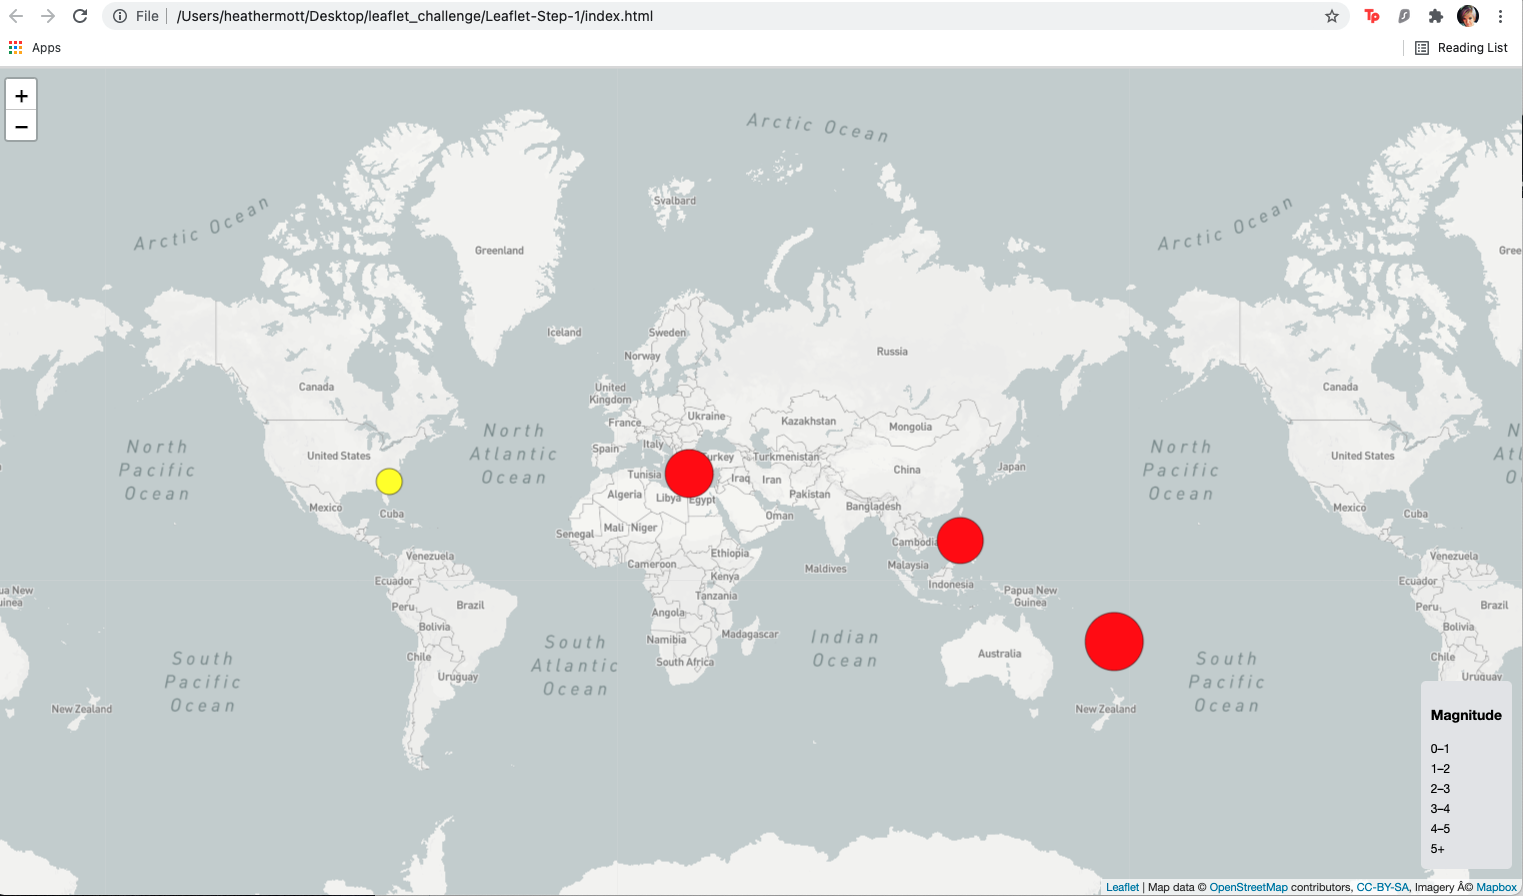 File | /Users/heathermott/Desktop/leaflet_challenge/Leaflet-Step-1/index.html
Tp
Apps
Reading List
+
−
Arctic Ocean
Svalbard
Arctic Ocean
Arctic Ocean
Greenland
Gree
Iceland
Sweden
Norway
Russia
Canada
United
Kingdom
Canada
Ukraine
France
Kazakhstan
Mongolia
North
Pacific
Ocean
North
Atlantic
Ocean
Italy
Spain
United States
urkey
Turkmenistan
China
Japan
North
Pacific
Ocean
United States
N
Atl
O
Tunisia
Iraq
Iran
Algeria
Libya
Egypt
Pakistan
Mexico
Cuba
Oman
Bangladesh
Mexico
Cuba
Senegal
Mali
Niger
Cambodia
Venezuela
Ethiopia
Cameroon
Maldives
Malaysia
Venezuela
Ecuador
Kenya
Indonesia
Ecuador
ua New
uinea
Peru
Brazil
Tanzania
Papua New
Guinea
Peru
Brazil
Angola
Bolivia
Bolivia
South
Pacific
Ocean
Chile
Uruguay
South
Atlantic
Ocean
Namibia
Madagascar
South Africa
Indian
Ocean
Australia
South
Pacific
Ocean
Chile
Uruguay
New Zealand
New Zealand
Magnitude
0–1
1–2
2–3
3–4
4–5
5+
Leaflet | Map data © OpenStreetMap contributors, CC-BY-SA, Imagery Â© Mapbox